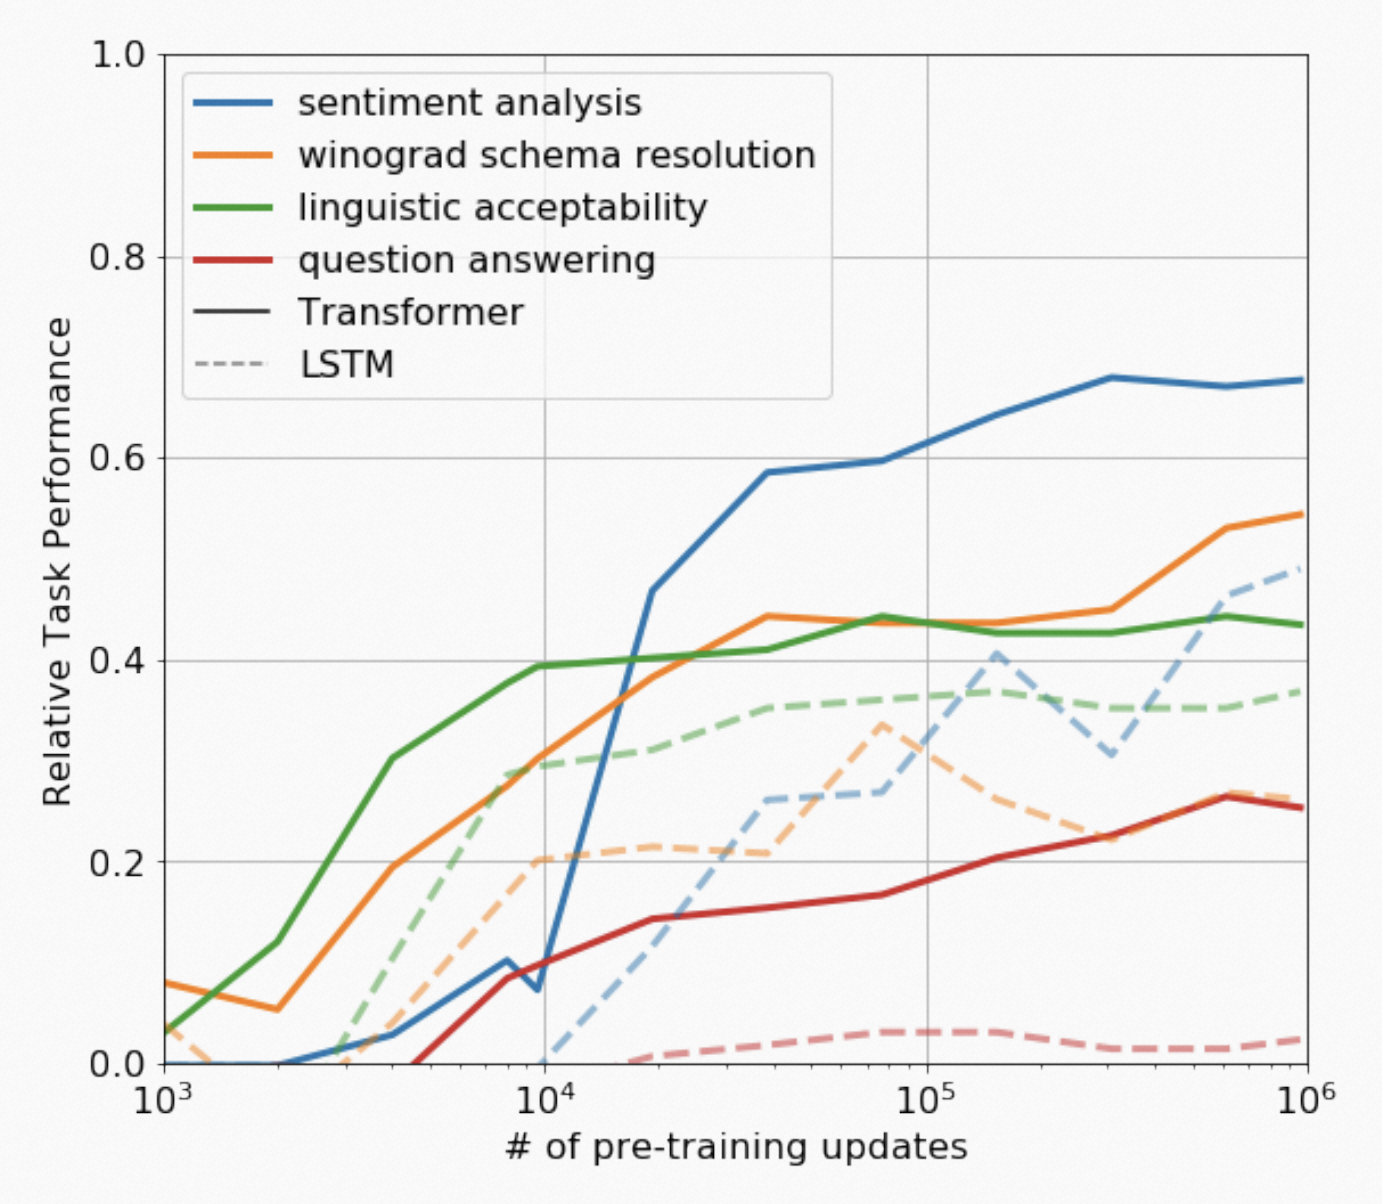 1.0
sentiment analysis
winograd schema resolution
linguistic acceptability
0.8
question answering
Transformer
LSTM
0.6
0.4
0.2
0.0
Relative Task Performance
10³ 10⁴ 10⁵ 10⁶
# of pre-training updates